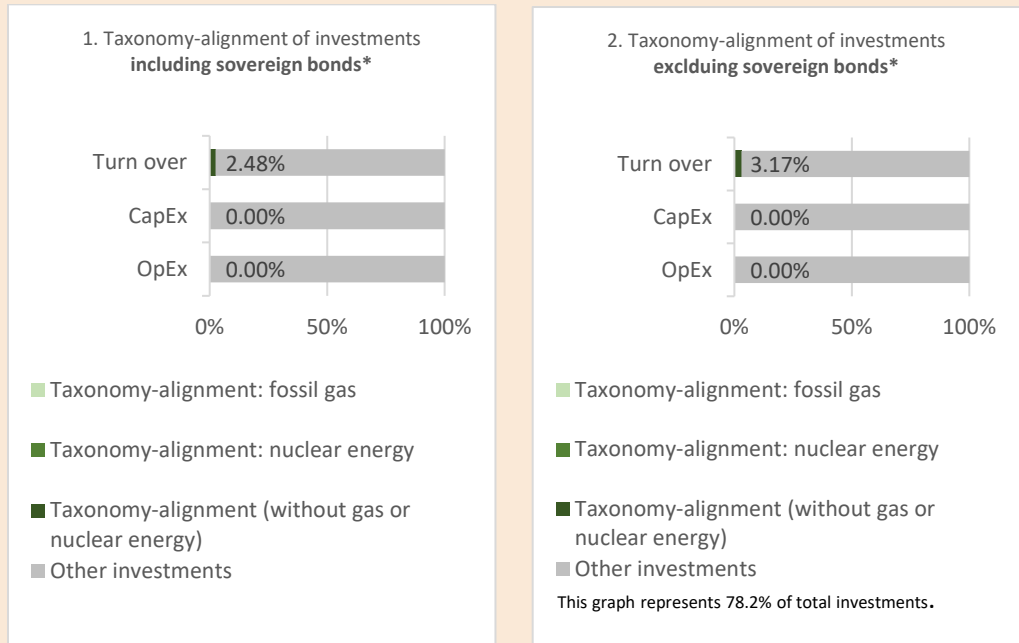 1. Taxonomy-alignment of investments
including sovereign bonds*
Turn over
2.48%
CapEx
0.00%
OpEx
0.00%
0%
50%
100%
Taxonomy-alignment: fossil gas
Taxonomy-alignment: nuclear energy
Taxonomy-alignment (without gas or
nuclear energy)
Other investments
2. Taxonomy-alignment of investments
exclduing sovereign bonds*
Turn over
3.17%
CapEx
0.00%
OpEx
0.00%
0%
50%
100%
Taxonomy-alignment: fossil gas
Taxonomy-alignment: nuclear energy
Taxonomy-alignment (without gas or
nuclear energy)
Other investments
This graph represents 78.2% of total investments.